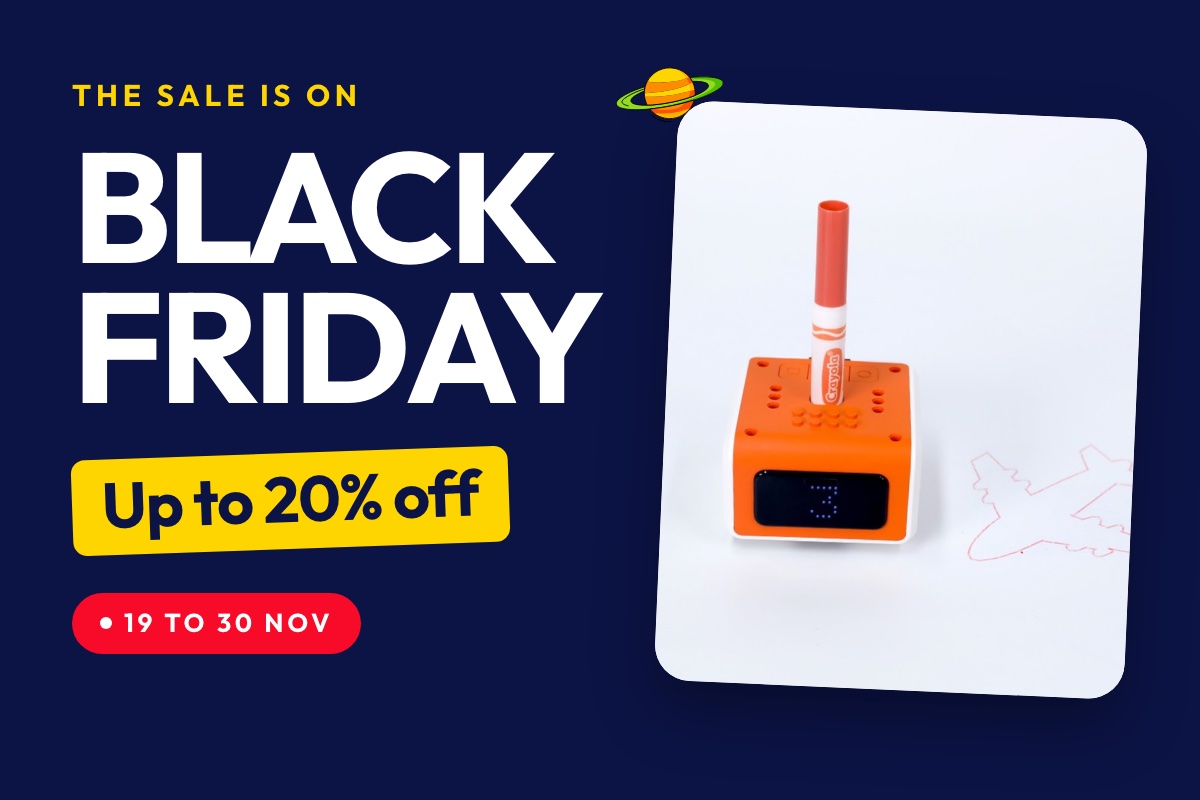 THE SALE IS ON
BLACK
FRIDAY
Up to 20% off
19 TO 30 NOV
Crayola
3